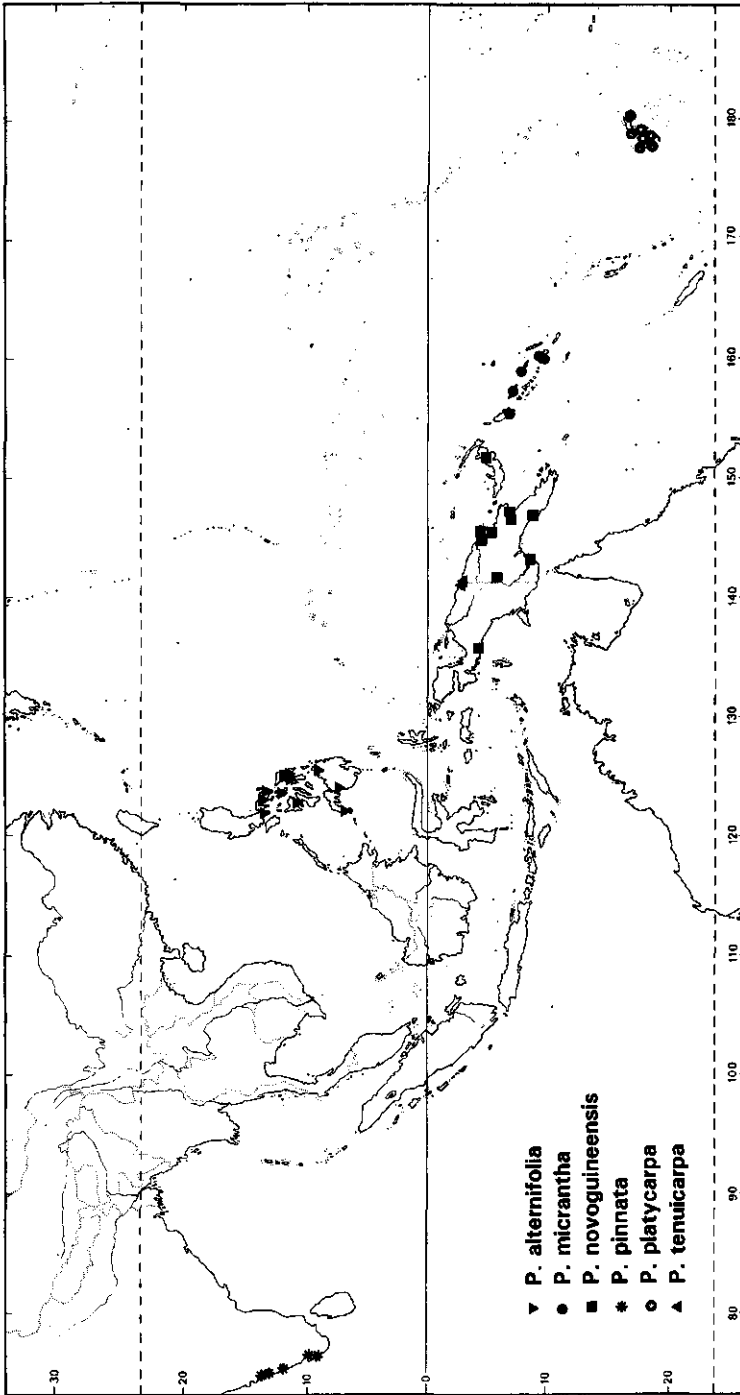 30
20
10
0
10
20
80
90
100
110
120
130
140
150
160
170
180
P. alternifolia
P. micrantha
P. novoguineensis
P. pinnata
P. platycarpa
P. tenuicarpa